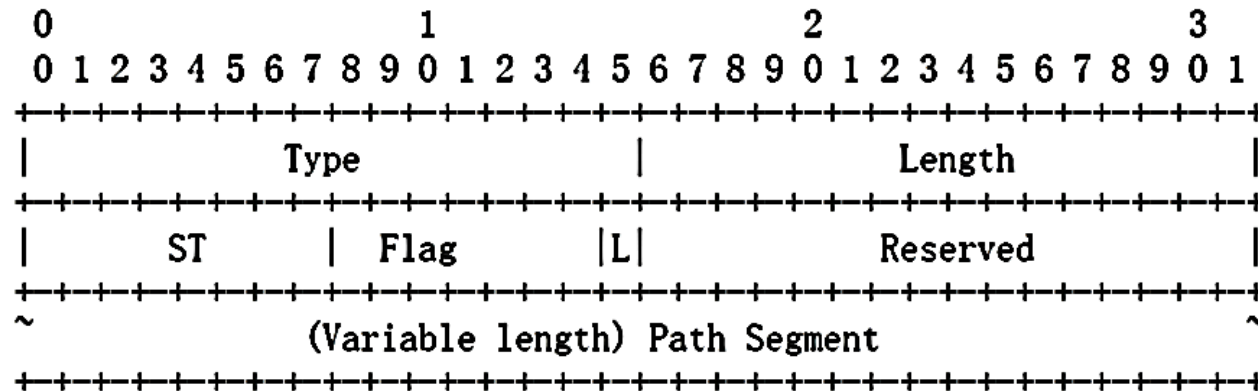 0                   1                   2                   3
 0 1 2 3 4 5 6 7 8 9 0 1 2 3 4 5 6 7 8 9 0 1 2 3 4 5 6 7 8 9 0 1
+-+-+-+-+-+-+-+-+-+-+-+-+-+-+-+-+-+-+-+-+-+-+-+-+-+-+-+-+-+-+-+-+
|             Type              |             Length            |
+-+-+-+-+-+-+-+-+-+-+-+-+-+-+-+-+-+-+-+-+-+-+-+-+-+-+-+-+-+-+-+-+
|       ST      |  Flag       |L|            Reserved           |
+-+-+-+-+-+-+-+-+-+-+-+-+-+-+-+-+-+-+-+-+-+-+-+-+-+-+-+-+-+-+-+-+
~              (Variable length) Path Segment                   ~
+-+-+-+-+-+-+-+-+-+-+-+-+-+-+-+-+-+-+-+-+-+-+-+-+-+-+-+-+-+-+-+-+